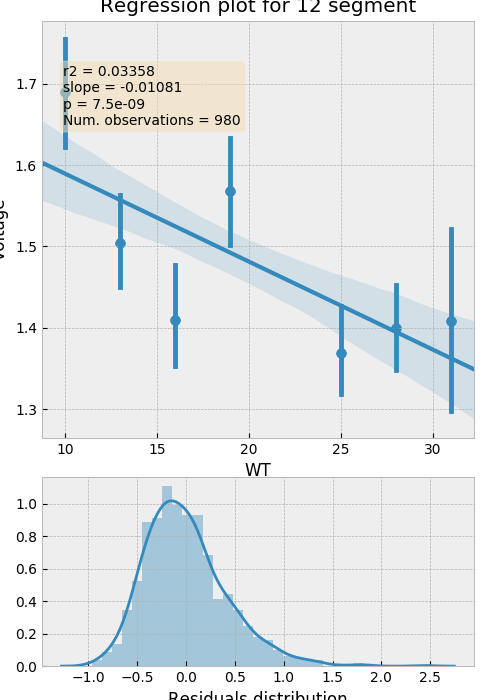 Regression plot for 12 segment
1.7
1.6
1.5
1.4
1.3
r2 = 0.03358
slope = -0.01081
p = 7.5e-09
Num. observations = 980
Voltage
10 15 20 25 30
WT
1.0
0.8
0.6
0.4
0.2
0.0
−1.0 −0.5 0.0 0.5 1.0 1.5 2.0 2.5
Residuals distribution